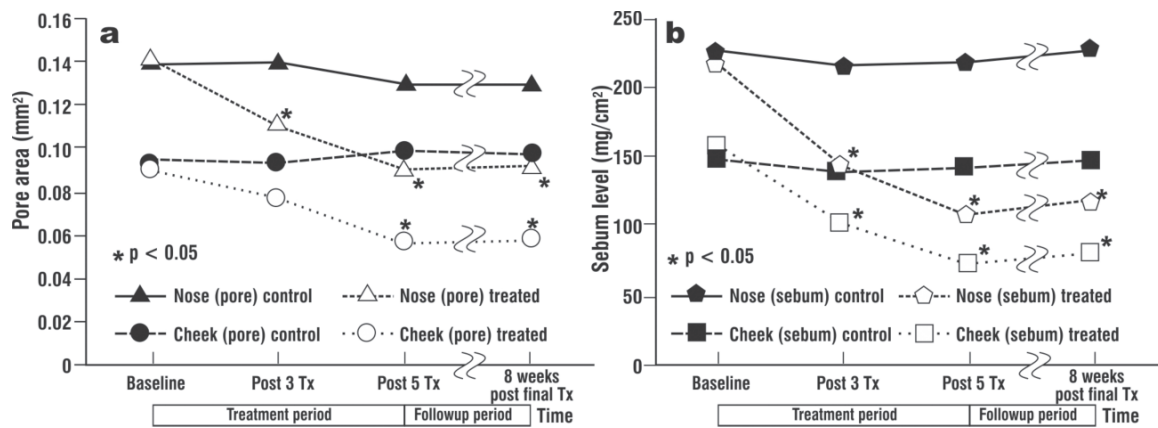 a
Pore area (mm²)
0.16
0.14
0.12
0.10
0.08
0.06
0.04
0.02
0
* p < 0.05
Nose (pore) control
Nose (pore) treated
Cheek (pore) control
Cheek (pore) treated
*
*
*
*
*
Baseline
Post 3 Tx
Post 5 Tx
8 weeks
post final Tx
Treatment period
Followup period
Time
b
Sebum level (mg/cm²)
250
200
150
100
50
0
* p < 0.05
Nose (sebum) control
Nose (sebum) treated
Cheek (sebum) control
Cheek (sebum) treated
*
*
*
*
*
*
Baseline
Post 3 Tx
Post 5 Tx
8 weeks
post final Tx
Treatment period
Followup period
Time